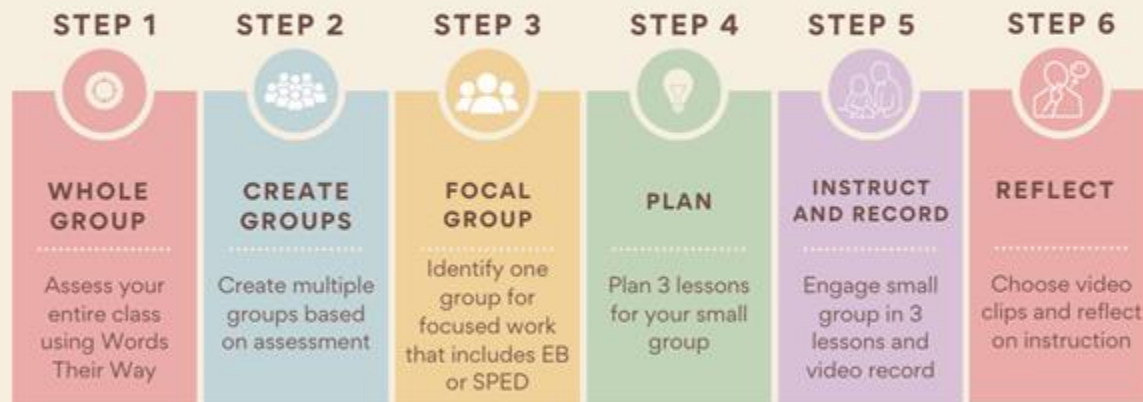 STEP 1
WHOLE
GROUP
Assess your
entire class
using Words
Their Way
STEP 2
CREATE
GROUPS
Create multiple
groups based
on assessment
STEP 3
FOCAL
GROUP
Identify one
group for
focused work
that includes EB
or SPED
STEP 4
PLAN
Plan 3 lessons
for your small
group
STEP 5
INSTRUCT
AND RECORD
Engage small
group in 3
lessons and
video record
STEP 6
REFLECT
Choose video
clips and reflect
on instruction